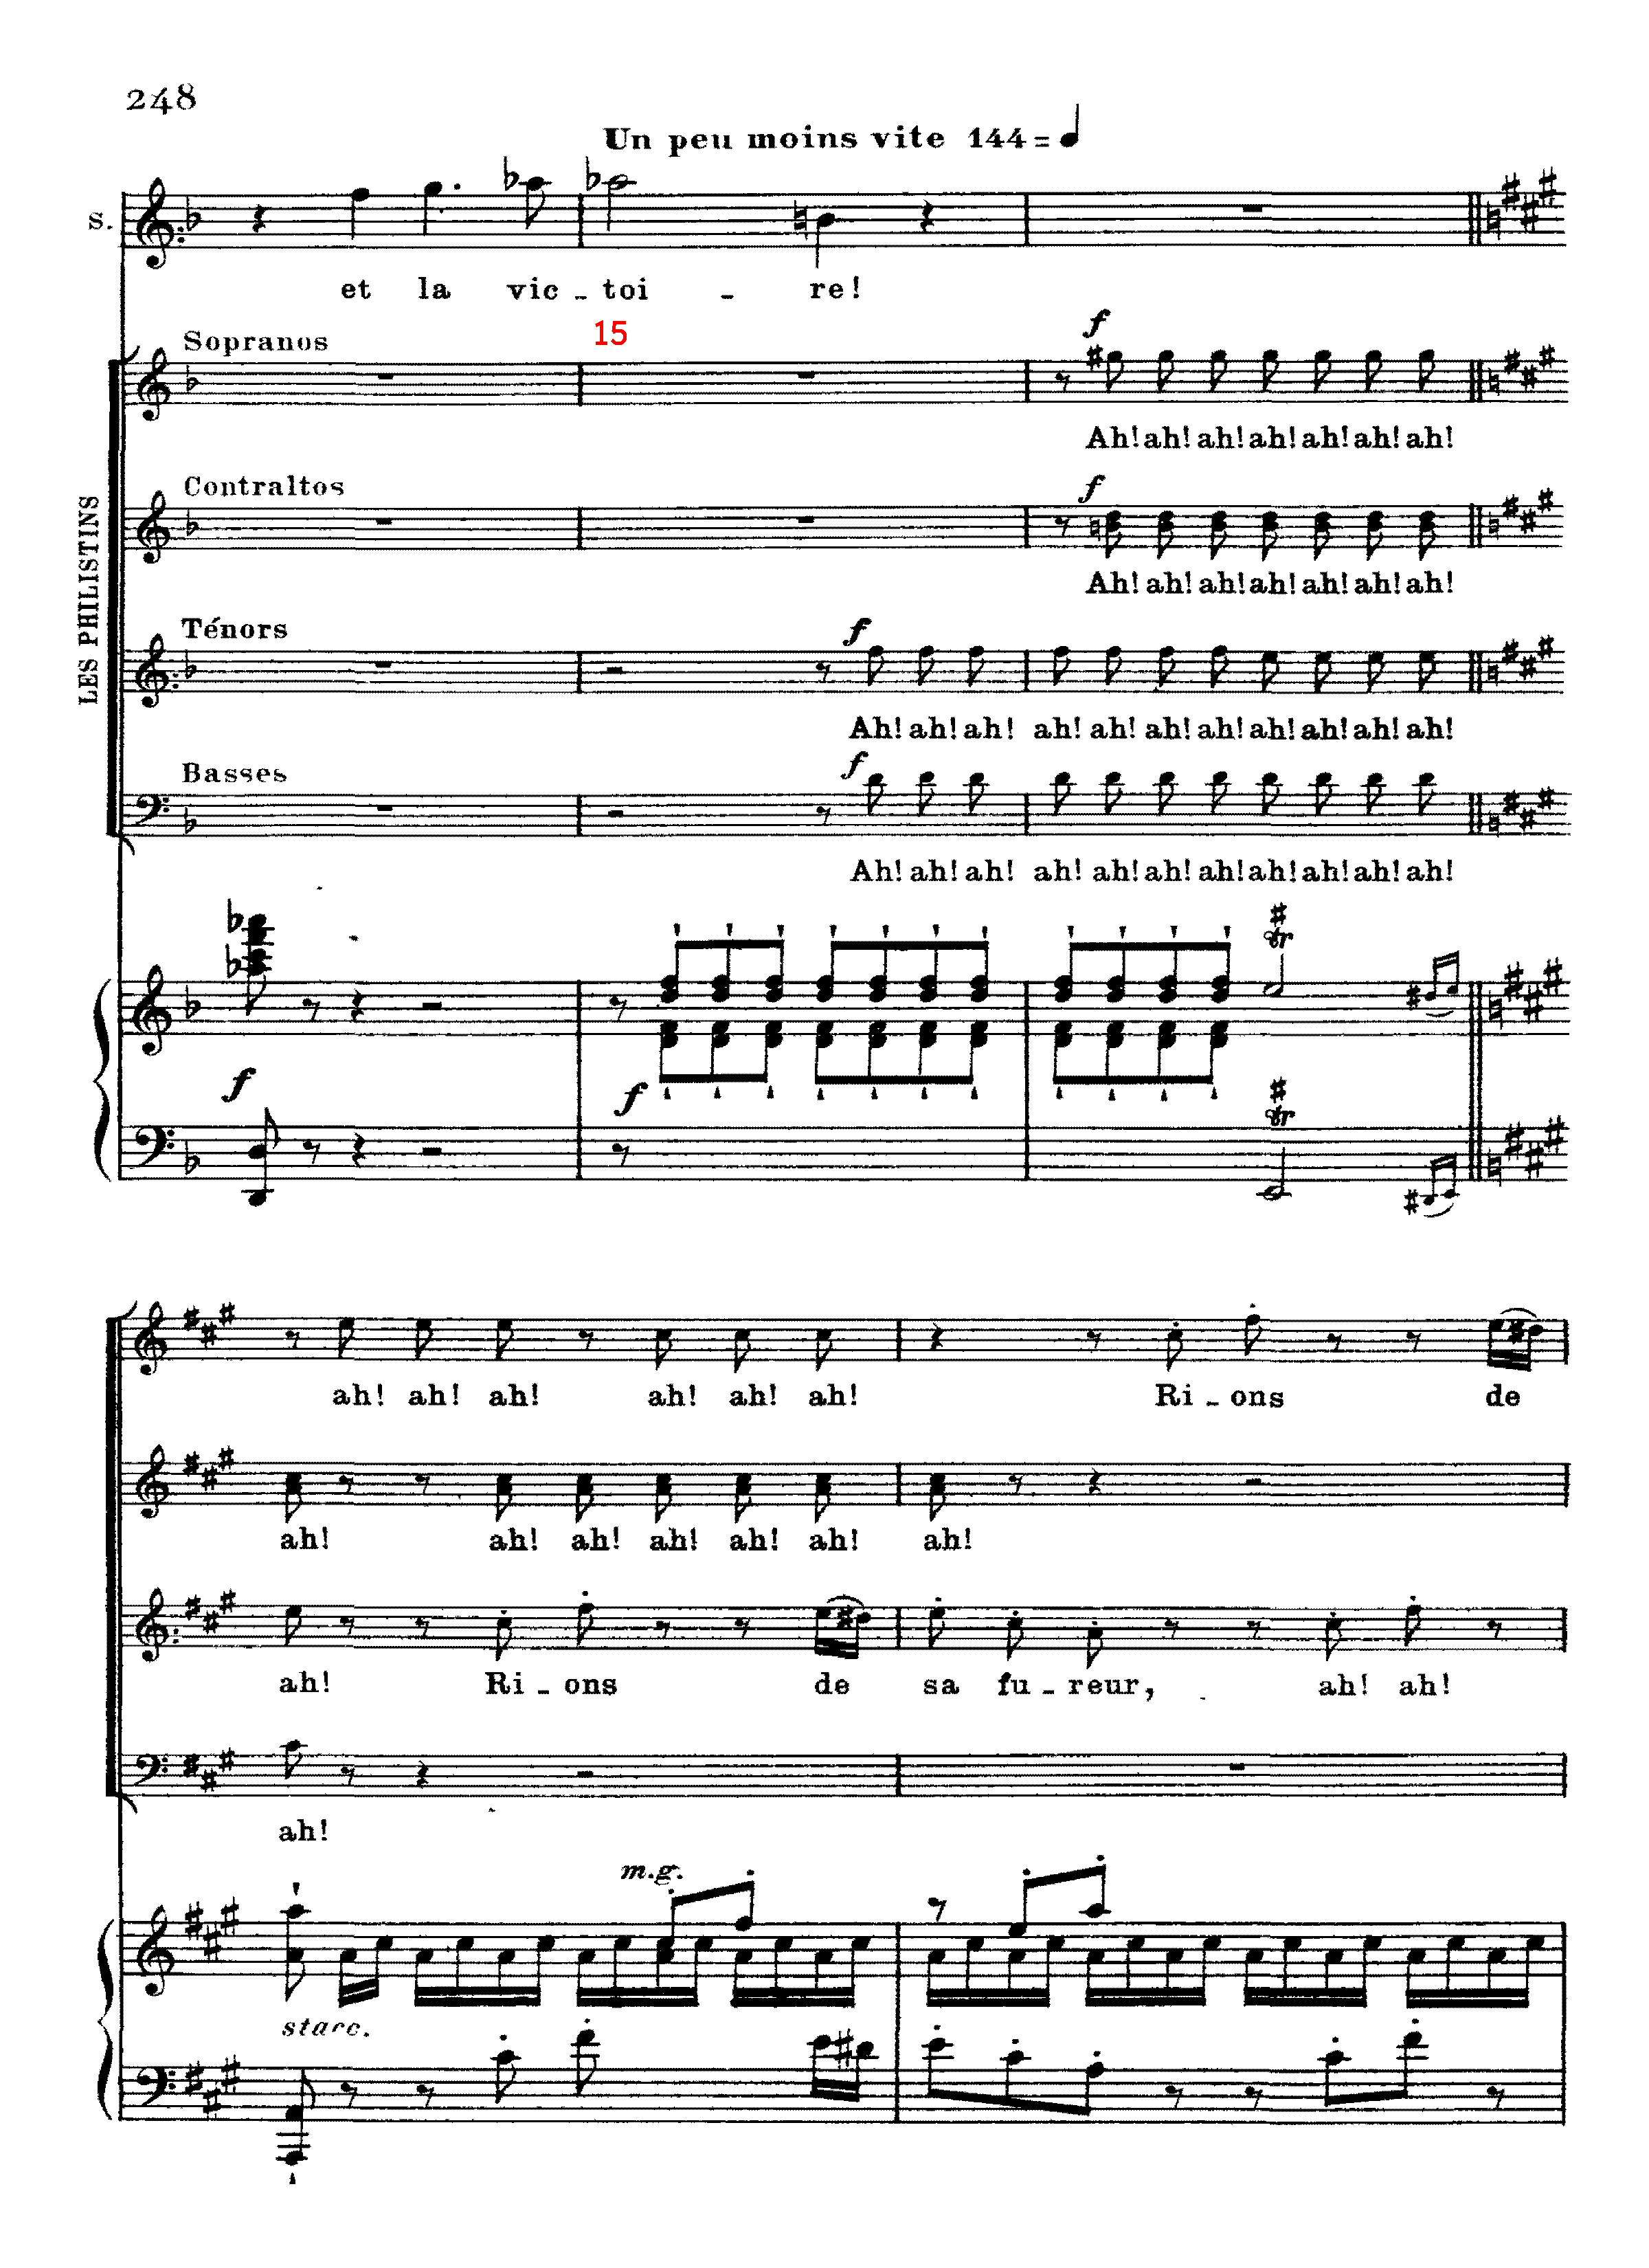 248
Un peu moins vite 144 =
S.
et la vic - toi - re!
15
LES PHILISTINS
Sopranos
f
Ah! ah! ah! ah! ah! ah! ah!
Contraltos
f
Ah! ah! ah! ah! ah! ah! ah!
Ténors
f
Ah! ah! ah! ah! ah! ah! ah! ah! ah! ah! ah!
Basses
f
Ah! ah! ah! ah! ah! ah! ah! ah! ah! ah! ah!
tr
f
f
tr
ah! ah! ah! ah! ah! ah! Ri - ons de
ah! ah! ah! ah! ah! ah! ah!
ah! Ri - ons de sa fu - reur, ah! ah!
ah!
m.g.
stacc.